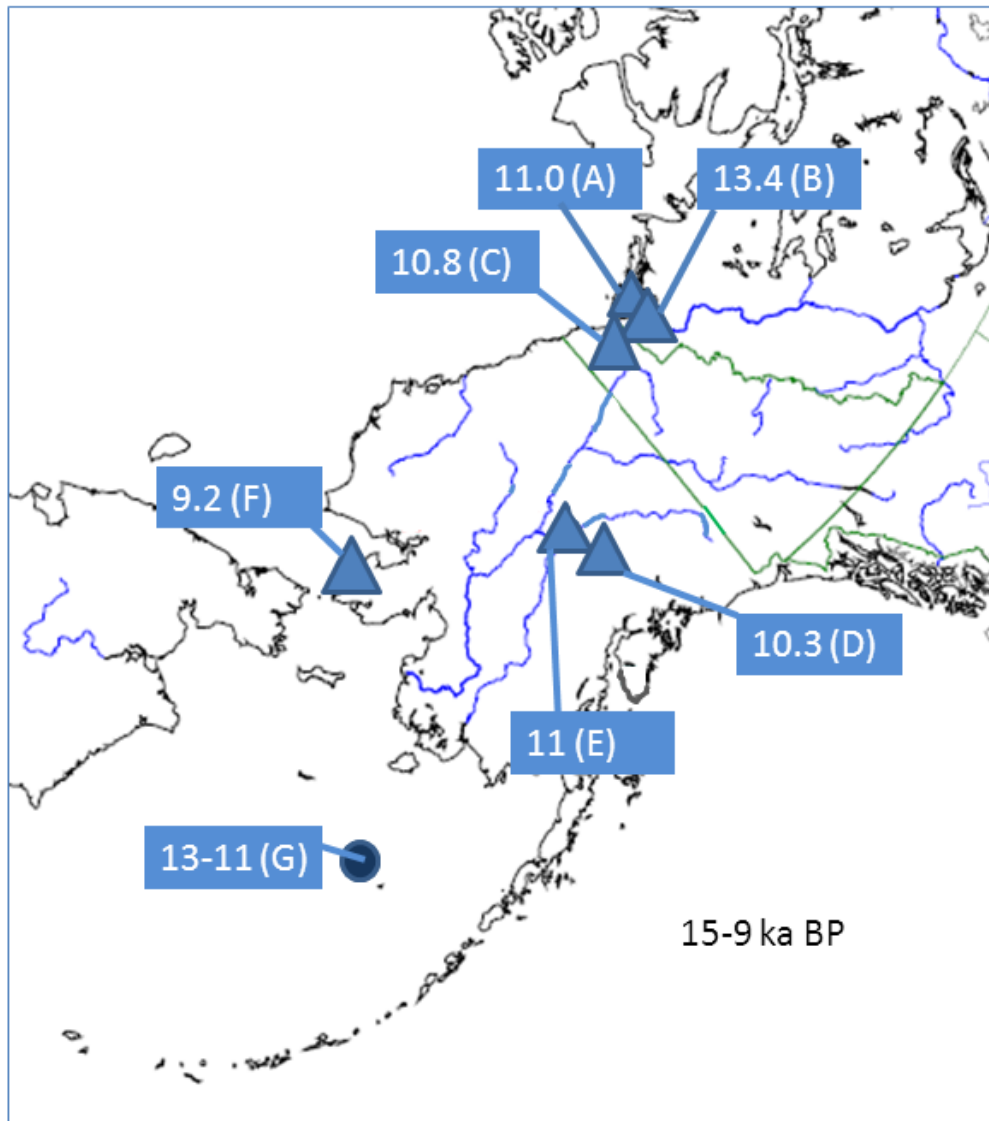 11.0 (A)
13.4 (B)
10.8 (C)
9.2 (F)
10.3 (D)
11 (E)
13-11 (G)
15-9 ka BP